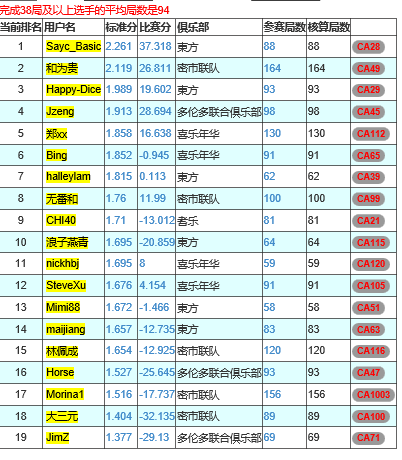 完成38局及以上选手的平均局数是94
当前排名 用户名 标准分 比赛分 俱乐部 参赛局数 核算局数
1 Sayc_Basic 2.261 37.318 東方 88 88 CA28
2 和为贵 2.119 26.811 密市联队 164 164 CA49
3 Happy-Dice 1.989 19.602 東方 93 93 CA29
4 Jzeng 1.913 28.694 多伦多联合俱乐部 98 98 CA45
5 郑xx 1.858 16.638 喜乐年华 130 130 CA112
6 Bing 1.852 -0.945 喜乐年华 91 91 CA65
7 halleylam 1.815 0.113 東方 62 62 CA39
8 无番和 1.76 11.99 密市联队 100 100 CA99
9 CHI40 1.71 -13.012 耆乐 81 81 CA21
10 浪子燕青 1.695 -20.859 東方 64 64 CA115
11 nickhbj 1.695 8 喜乐年华 59 59 CA120
12 SteveXu 1.676 4.154 喜乐年华 91 91 CA105
13 Mimi88 1.672 -1.466 東方 58 58 CA51
14 maijiang 1.657 -12.735 東方 83 83 CA63
15 林佩成 1.654 -12.925 密市联队 120 120 CA116
16 Horse 1.527 -25.645 多伦多联合俱乐部 93 93 CA47
17 Morina1 1.516 -17.737 密市联队 156 156 CA1003
18 大三元 1.404 -32.135 密市联队 89 89 CA100
19 JimZ 1.377 -29.13 多伦多联合俱乐部 69 69 CA71